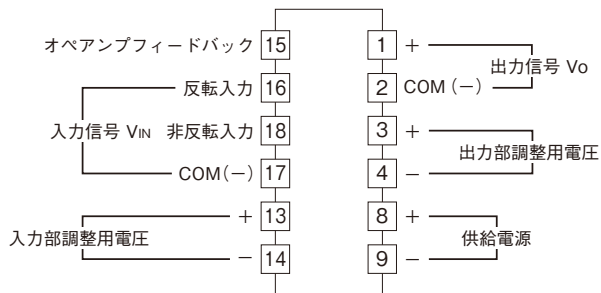 オペアンプフィードバック 15
反転入力 16
入力信号 VIN 非反転入力 18
COM(−) 17
+ 13
入力部調整用電圧
− 14
1 +
出力信号 Vo
2 COM(−)
3 +
出力部調整用電圧
4 −
8 +
供給電源
9 −